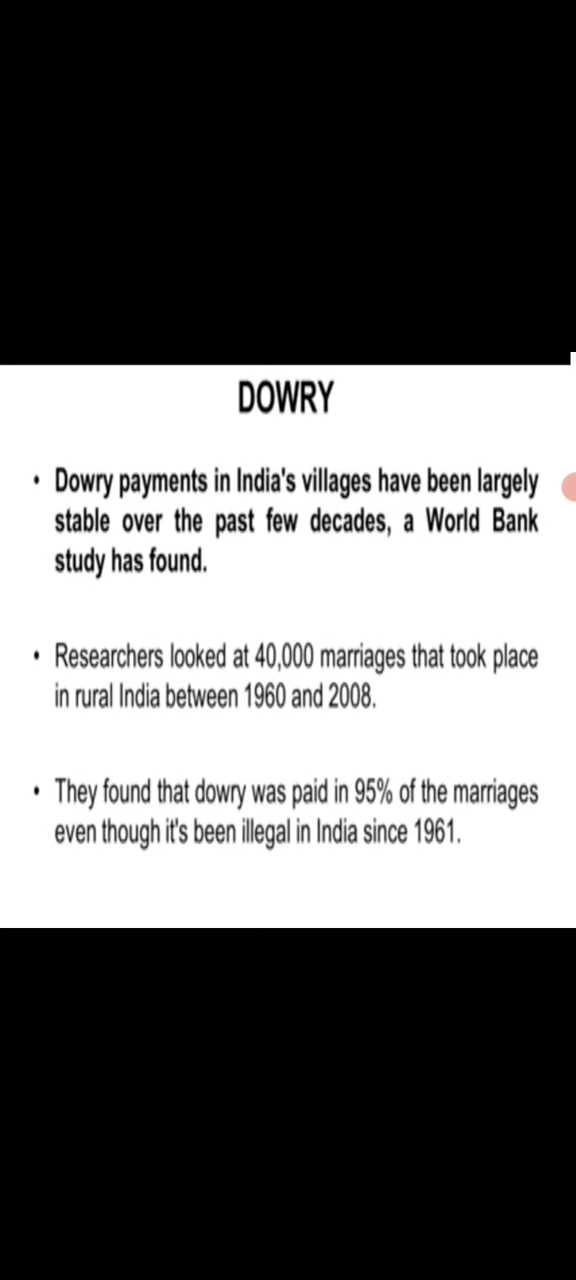 DOWRY
• Dowry payments in India's villages have been largely
stable over the past few decades, a World Bank
study has found.
• Researchers looked at 40,000 marriages that took place
in rural India between 1960 and 2008.
• They found that dowry was paid in 95% of the marriages
even though it's been illegal in India since 1961.